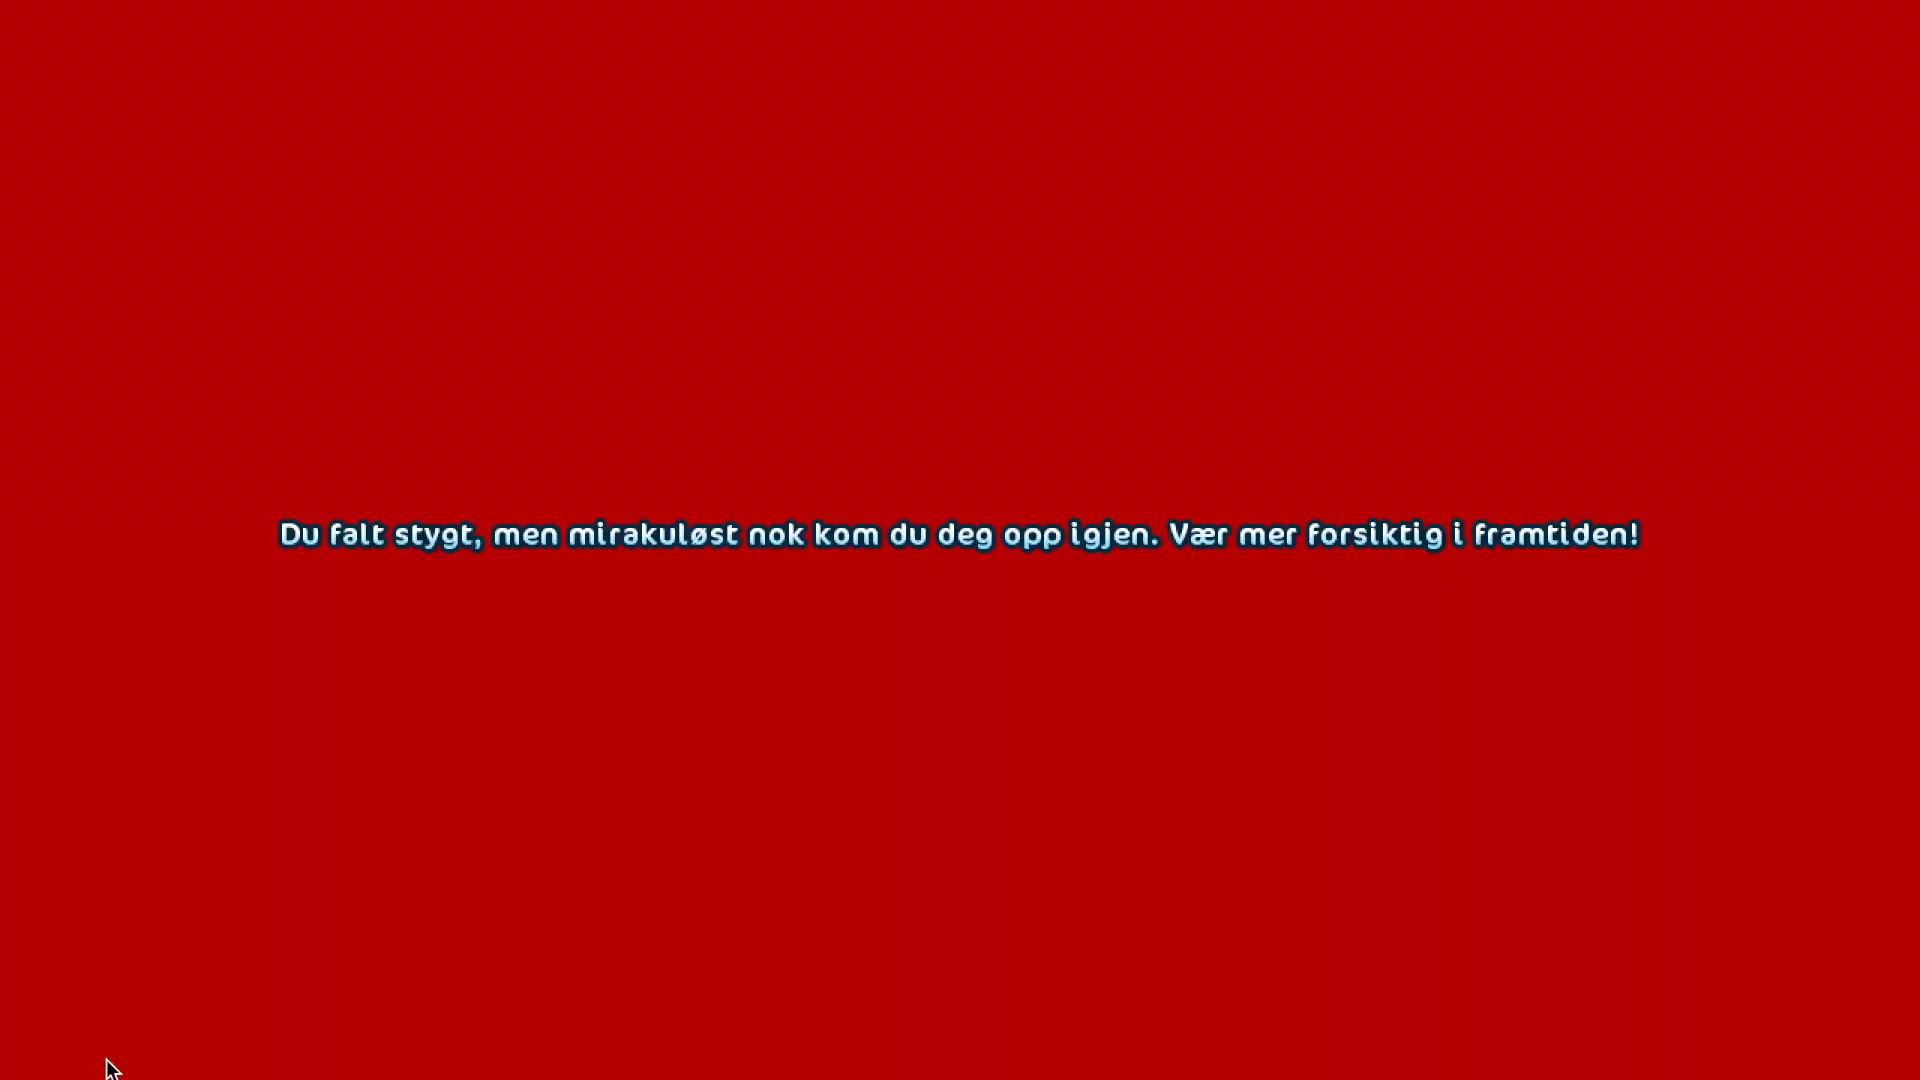 Du falt stygt, men mirakuløst nok kom du deg opp igjen. Vær mer forsiktig i framtiden!